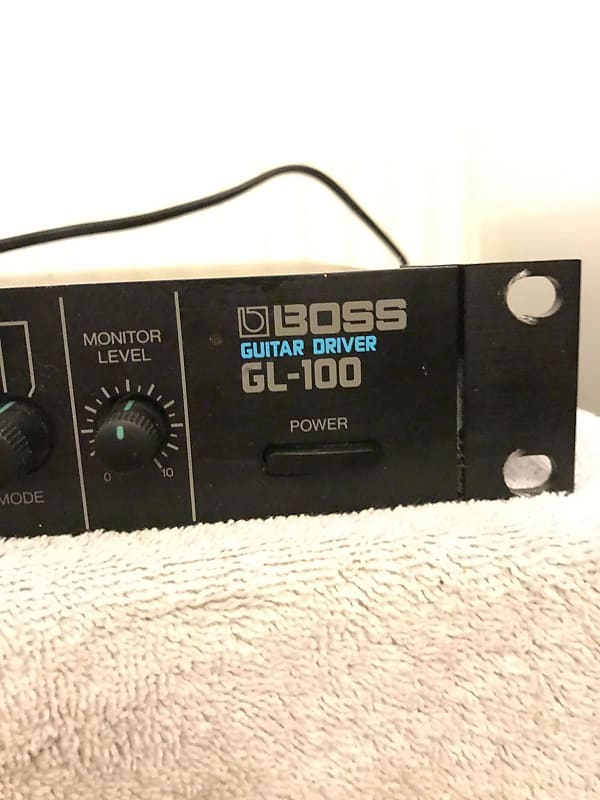 BOSS
GUITAR DRIVER
GL-100
MONITOR
LEVEL
POWER
0
10
MODE